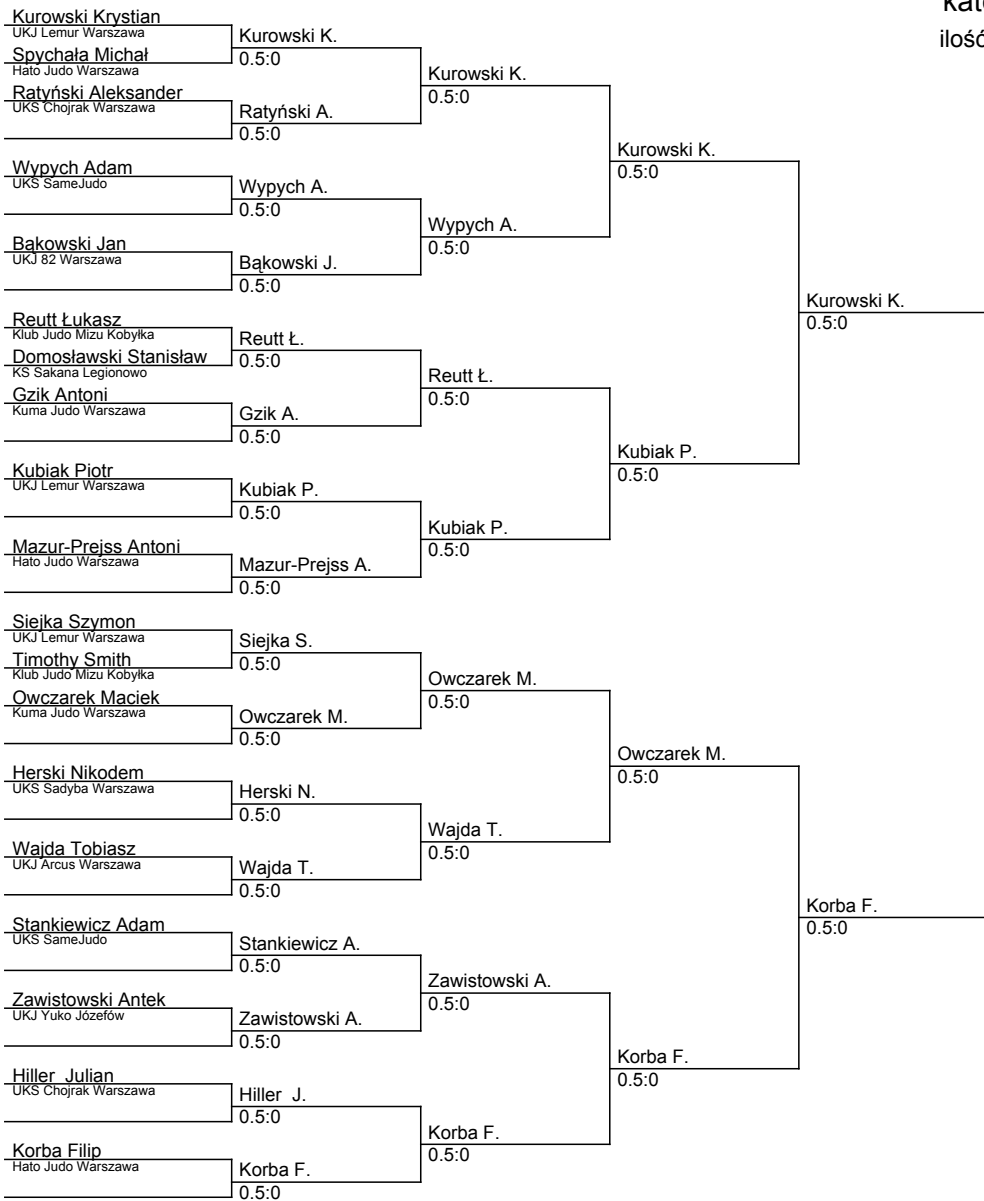 kate
ilość
Kurowski Krystian
UKJ Lemur Warszawa
Spychała Michał
Hato Judo Warszawa
Ratyński Aleksander
UKS Chojrak Warszawa
Wypych Adam
UKS SameJudo
Bąkowski Jan
UKJ 82 Warszawa
Reutt Łukasz
Klub Judo Mizu Kobyłka
Domosławski Stanisław
KS Sakana Legionowo
Gzik Antoni
Kuma Judo Warszawa
Kubiak Piotr
UKJ Lemur Warszawa
Mazur-Prejss Antoni
Hato Judo Warszawa
Siejka Szymon
UKJ Lemur Warszawa
Timothy Smith
Klub Judo Mizu Kobyłka
Owczarek Maciek
Kuma Judo Warszawa
Herski Nikodem
UKS Sadyba Warszawa
Wajda Tobiasz
UKJ Arcus Warszawa
Stankiewicz Adam
UKS SameJudo
Zawistowski Antek
UKJ Yuko Józefów
Hiller  Julian
UKS Chojrak Warszawa
Korba Filip
Hato Judo Warszawa
Kurowski K.
0.5:0
Ratyński A.
0.5:0
Wypych A.
0.5:0
Bąkowski J.
0.5:0
Reutt Ł.
0.5:0
Gzik A.
0.5:0
Kubiak P.
0.5:0
Mazur-Prejss A.
0.5:0
Siejka S.
0.5:0
Owczarek M.
0.5:0
Herski N.
0.5:0
Wajda T.
0.5:0
Stankiewicz A.
0.5:0
Zawistowski A.
0.5:0
Hiller  J.
0.5:0
Korba F.
0.5:0
Kurowski K.
0.5:0
Wypych A.
0.5:0
Reutt Ł.
0.5:0
Kubiak P.
0.5:0
Owczarek M.
0.5:0
Wajda T.
0.5:0
Zawistowski A.
0.5:0
Korba F.
0.5:0
Kurowski K.
0.5:0
Kubiak P.
0.5:0
Owczarek M.
0.5:0
Korba F.
0.5:0
Kurowski K.
0.5:0
Korba F.
0.5:0